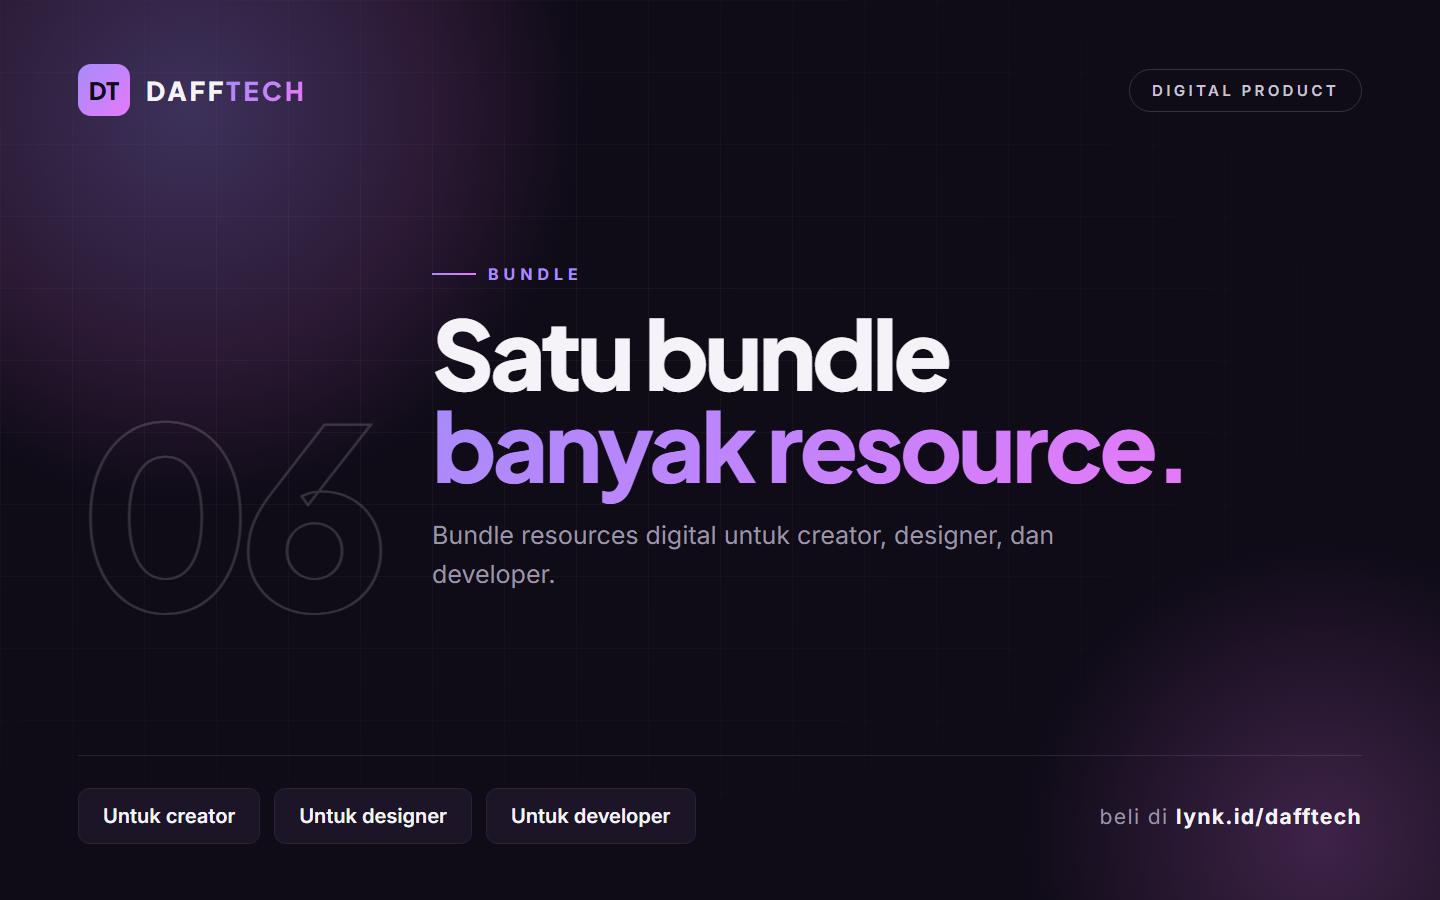 DT DAFFTECH
DIGITAL PRODUCT
BUNDLE
Satu bundle
banyak resource.
06
Bundle resources digital untuk creator, designer, dan
developer.
Untuk creator
Untuk designer
Untuk developer
beli di lynk.id/dafftech